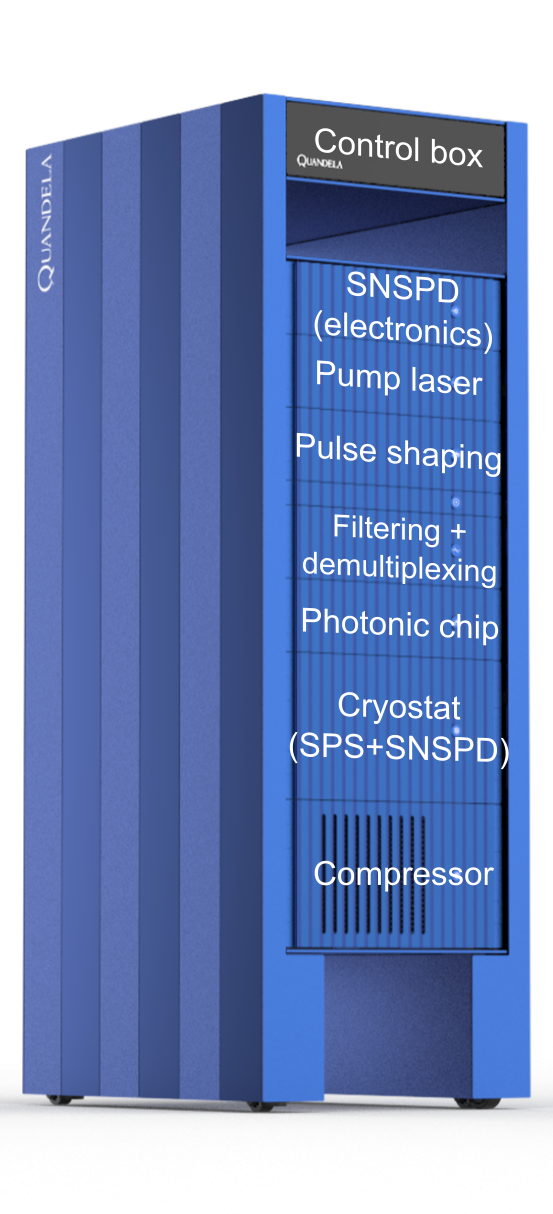 QUANDELA
Control box
QUANDELA
SNSPD
(electronics)
Pump laser
Pulse shaping
Filtering +
demultiplexing
Photonic chip
Cryostat
(SPS+SNSPD)
Compressor